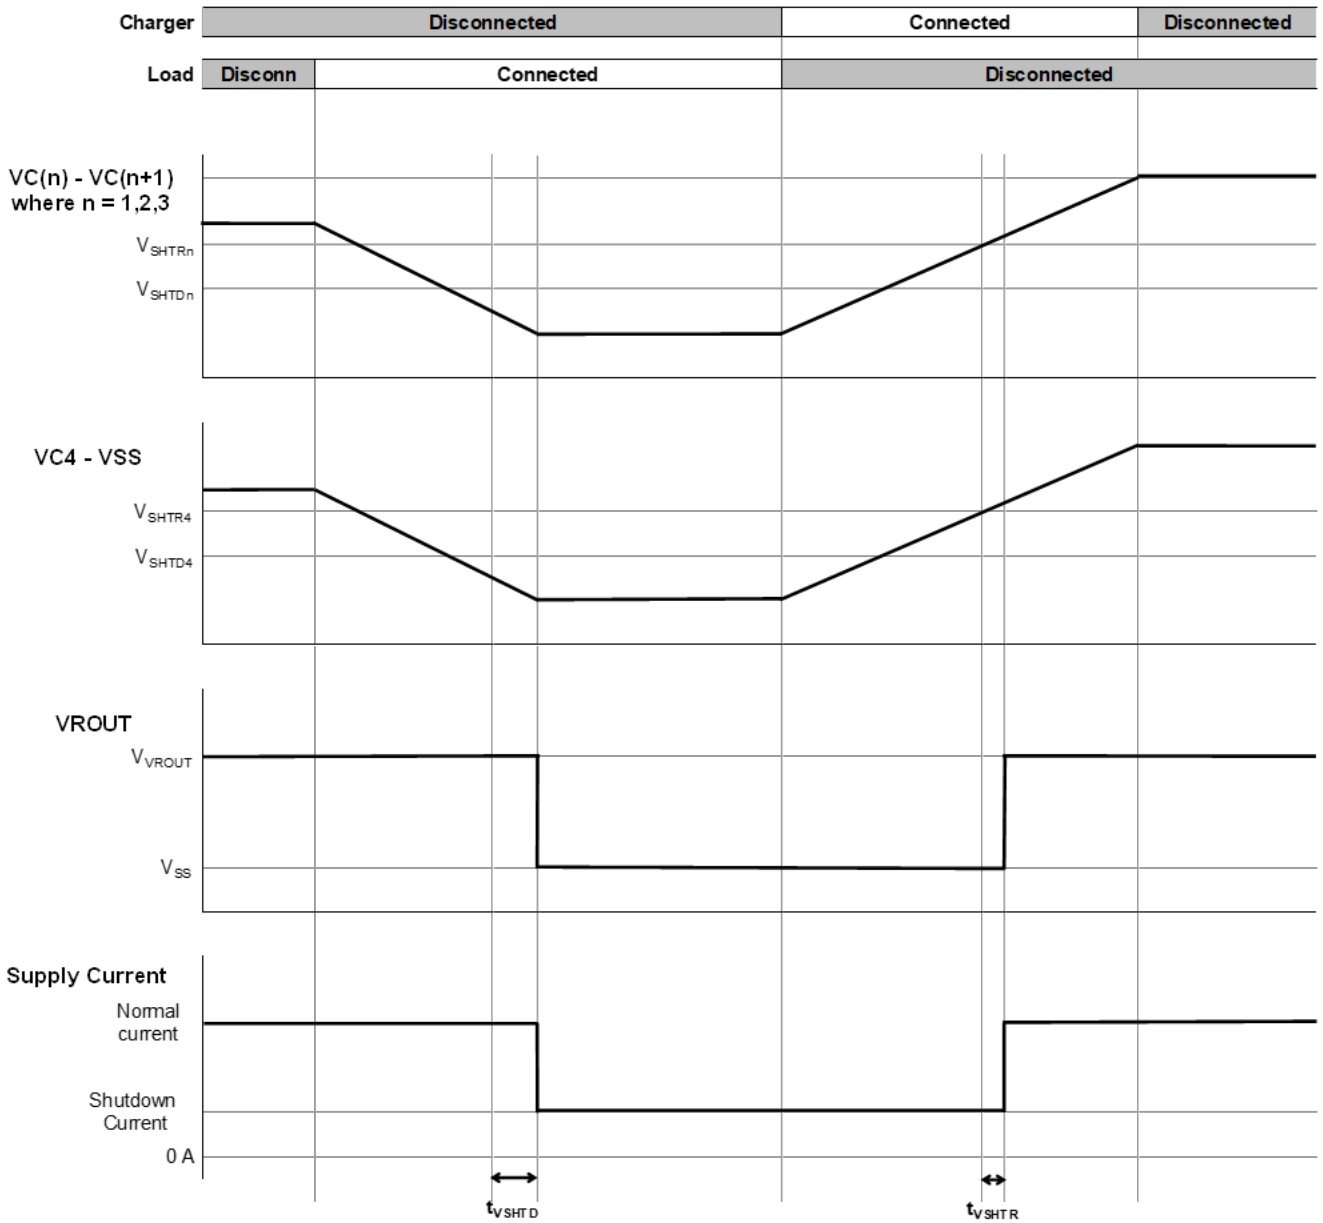 Charger Disconnected Connected Disconnected
Load Disconn Connected Disconnected
VC(n) - VC(n+1)
where n = 1,2,3
VSHTRn
VSHTDn
VC4 - VSS
VSHTR4
VSHTD4
VROUT
VVROUT
VSS
Supply Current
Normal
current
Shutdown
Current
0 A
tVSHTD tVSHTR